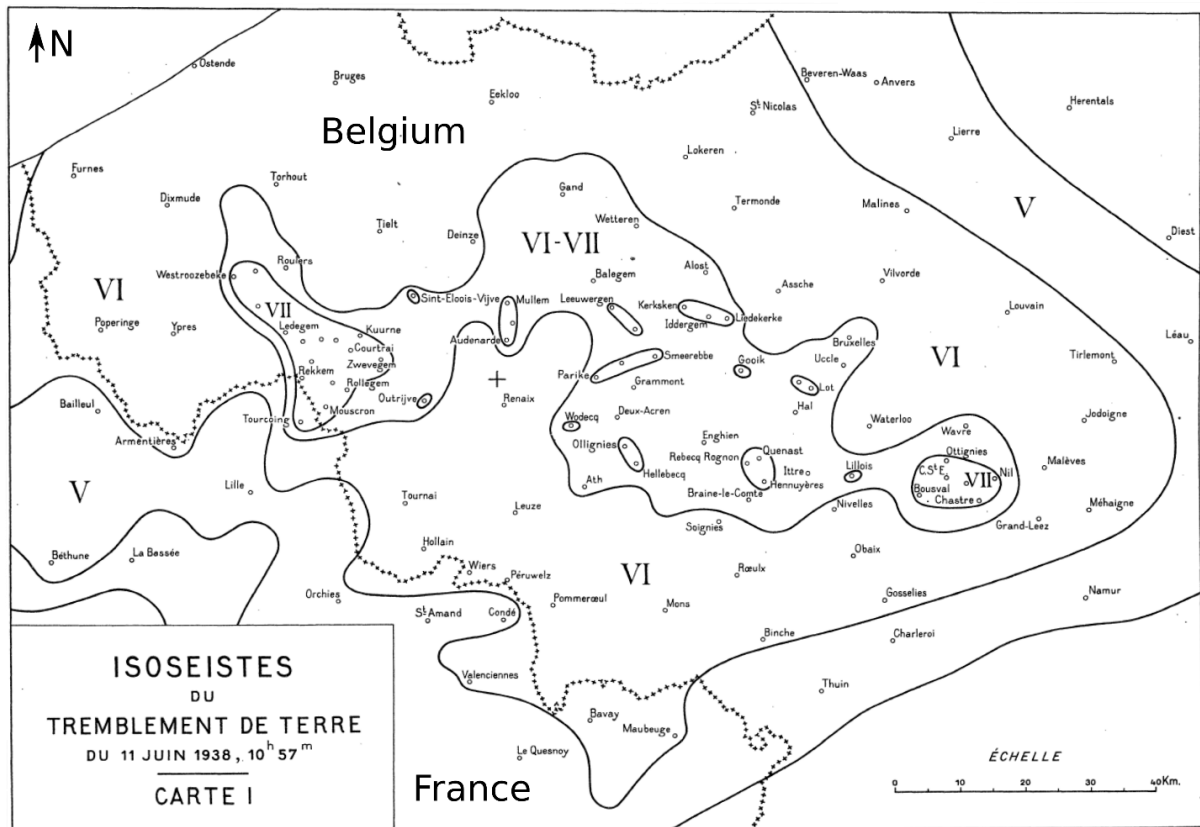 N
Ostende
Bruges
Eekloo
Beveren-Waas
Anvers
St. Nicolas
Herentals
Belgium
Lierre
Lokeren
Furnes
Torhout
Gand
Dixmude
Termonde
Malines
V
Tielt
Wetteren
Deinze
Diest
VI-VII
Roulers
Alost
Westroozebeke
Balegem
Assche
Vilvorde
VI
Sint-Eloois-Vijve
Mullem
Leeuwergem
Kerksken
Louvain
VII
Liedekerke
Poperinge
Ypres
Ledegem
Kuurne
Iddergem
Audenarde
Bruxelles
Léau
Courtrai
Smeerebbe
Gooik
Uccle
VI
Tirlemont
Zwevegem
Rekkem
Parike
Rollegem
Grammont
Lot
Bailleul
Outrijve
Renaix
Mouscron
Deux-Acren
Hal
Jodoigne
Tourcoing
Wodecq
Waterloo
Armentières
Enghien
Wavre
Ollignies
Quenast
Ottignies
Rebecq Rognon
Lillois
Malèves
Hellebecq
Ittre
C.St.E.
VII
Nil
V
Lille
Ath
Hennuyères
Bousval
Tournai
Braine-le-Comte
Chastre
Leuze
Nivelles
Méhaigne
Soignies
Grand-Leez
Hollain
Béthune
La Bassée
Obaix
Wiers
Péruwelz
VI
Rœulx
Orchies
Pommerœul
Mons
Gosselies
Namur
St. Amand
Condé
Binche
Charleroi
ISOSEISTES
DU
TREMBLEMENT DE TERRE
DU 11 JUIN 1938, 10h 57m
CARTE I
Valenciennes
Thuin
Bavay
Maubeuge
Le Quesnoy
France
ÉCHELLE
0 10 20 30 40 Km.